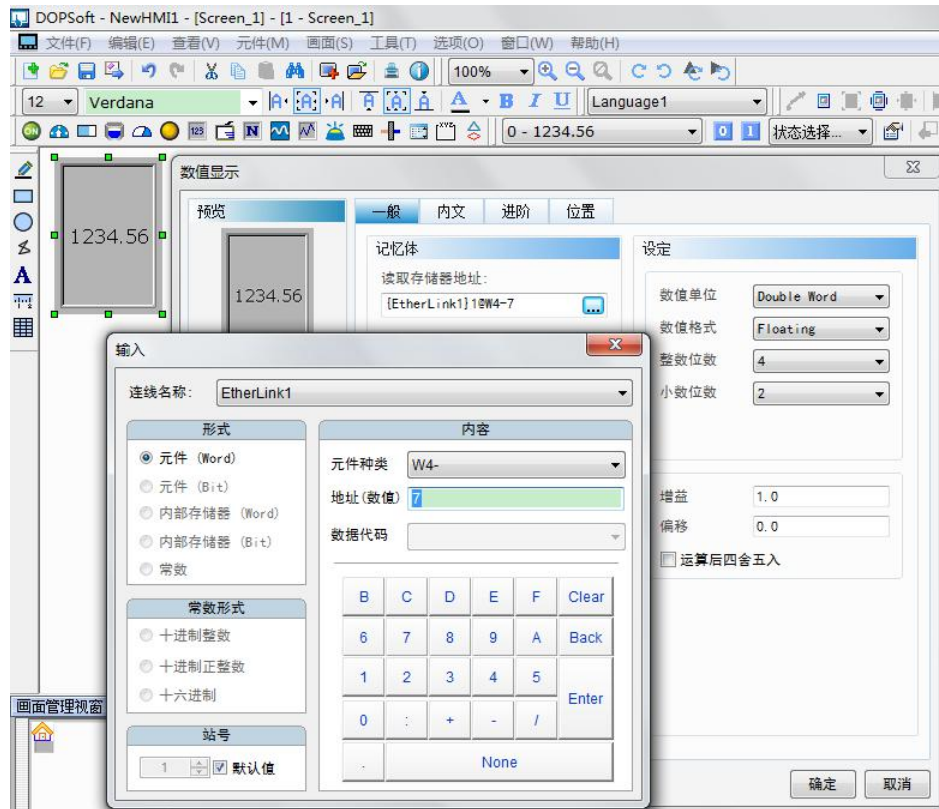 DOPSoft - NewHMI1 - [Screen_1] - [1 - Screen_1]
文件(F) 编辑(E) 查看(V) 元件(M) 画面(S) 工具(T) 选项(O) 窗口(W) 帮助(H)
100%
12 Verdana A A A A A A A B I U Language1
123 N 0 - 1234.56 0 1 状态选择...
数值显示
预览 一般 内文 进阶 位置
1234.56
A
记忆体 设定
读取存储器地址:
1234.56 {EtherLink1}1@W4-7 ...
数值单位 Double Word
数值格式 Floating
整数位数 4
小数位数 2
增益 1.0
偏移 0.0
运算后四舍五入
输入
连线名称: EtherLink1
形式 内容
元件 (Word)
元件 (Bit)
内部存储器 (Word)
内部存储器 (Bit)
常数
元件种类 W4-
地址(数值) 7
数据代码
常数形式
十进制整数
十进制正整数
十六进制
站号
1 默认值
B C D E F Clear
6 7 8 9 A Back
1 2 3 4 5 Enter
0 : + - /
. None
画面管理视窗
确定 取消